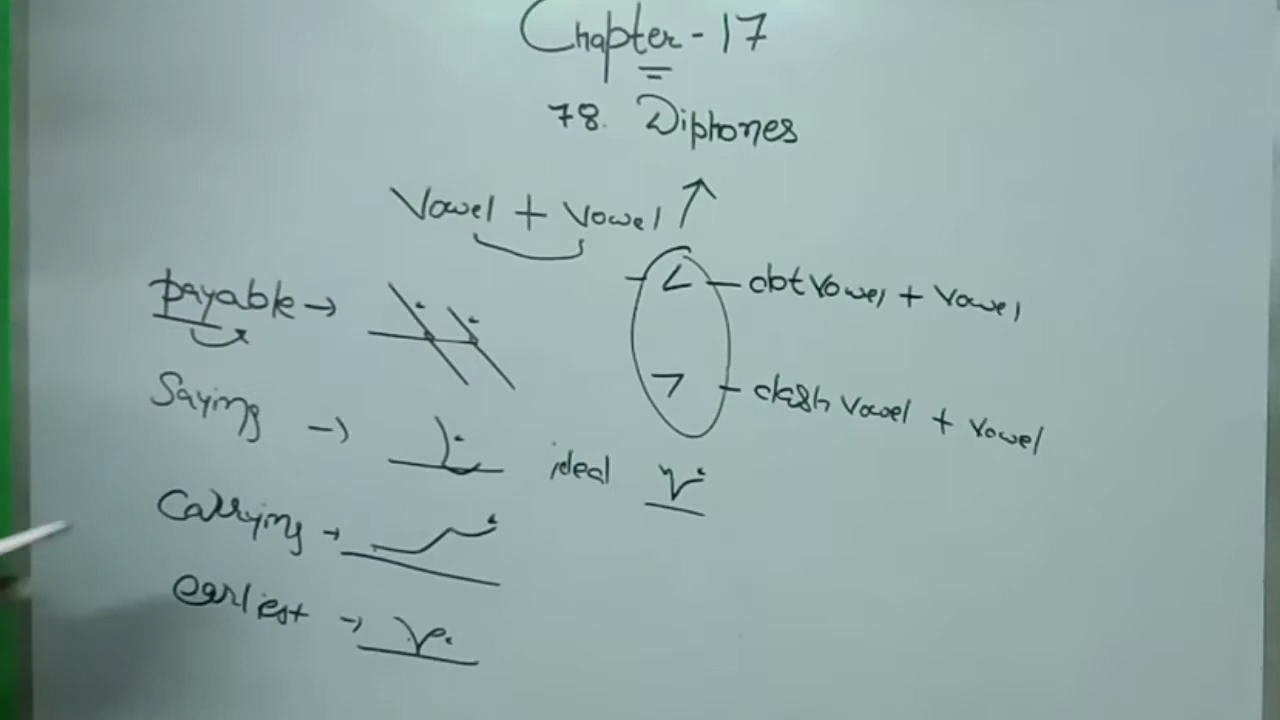 Chapter - 17
78. Diphones
Vowel + Vowel
< - dot vowel + vowel
payable →
> - dash vowel + vowel
Saying → ideal
Carrying →
earliest →